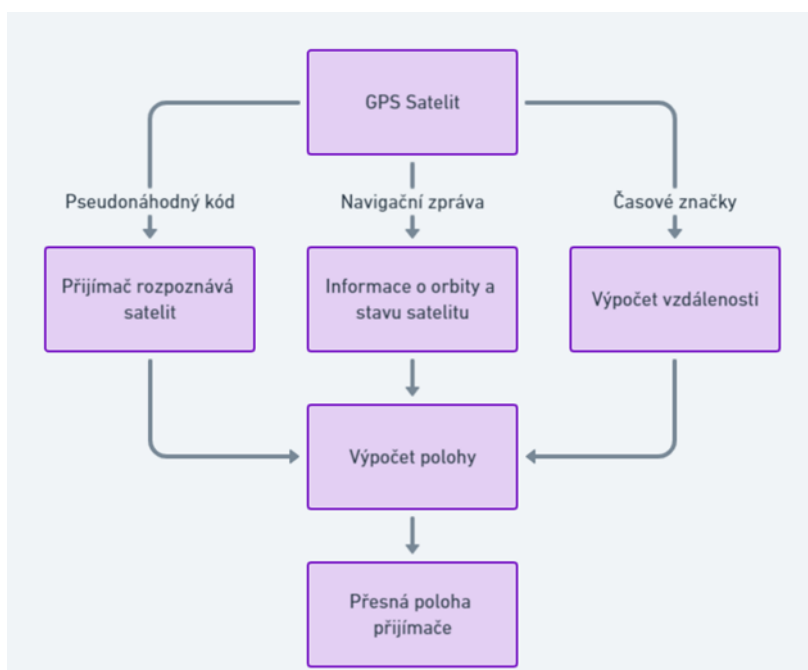 GPS Satelit
Pseudonáhodný kód
Navigační zpráva
Časové značky
Přijímač rozpoznává
satelit
Informace o orbity a
stavu satelitu
Výpočet vzdálenosti
Výpočet polohy
Přesná poloha
přijímače